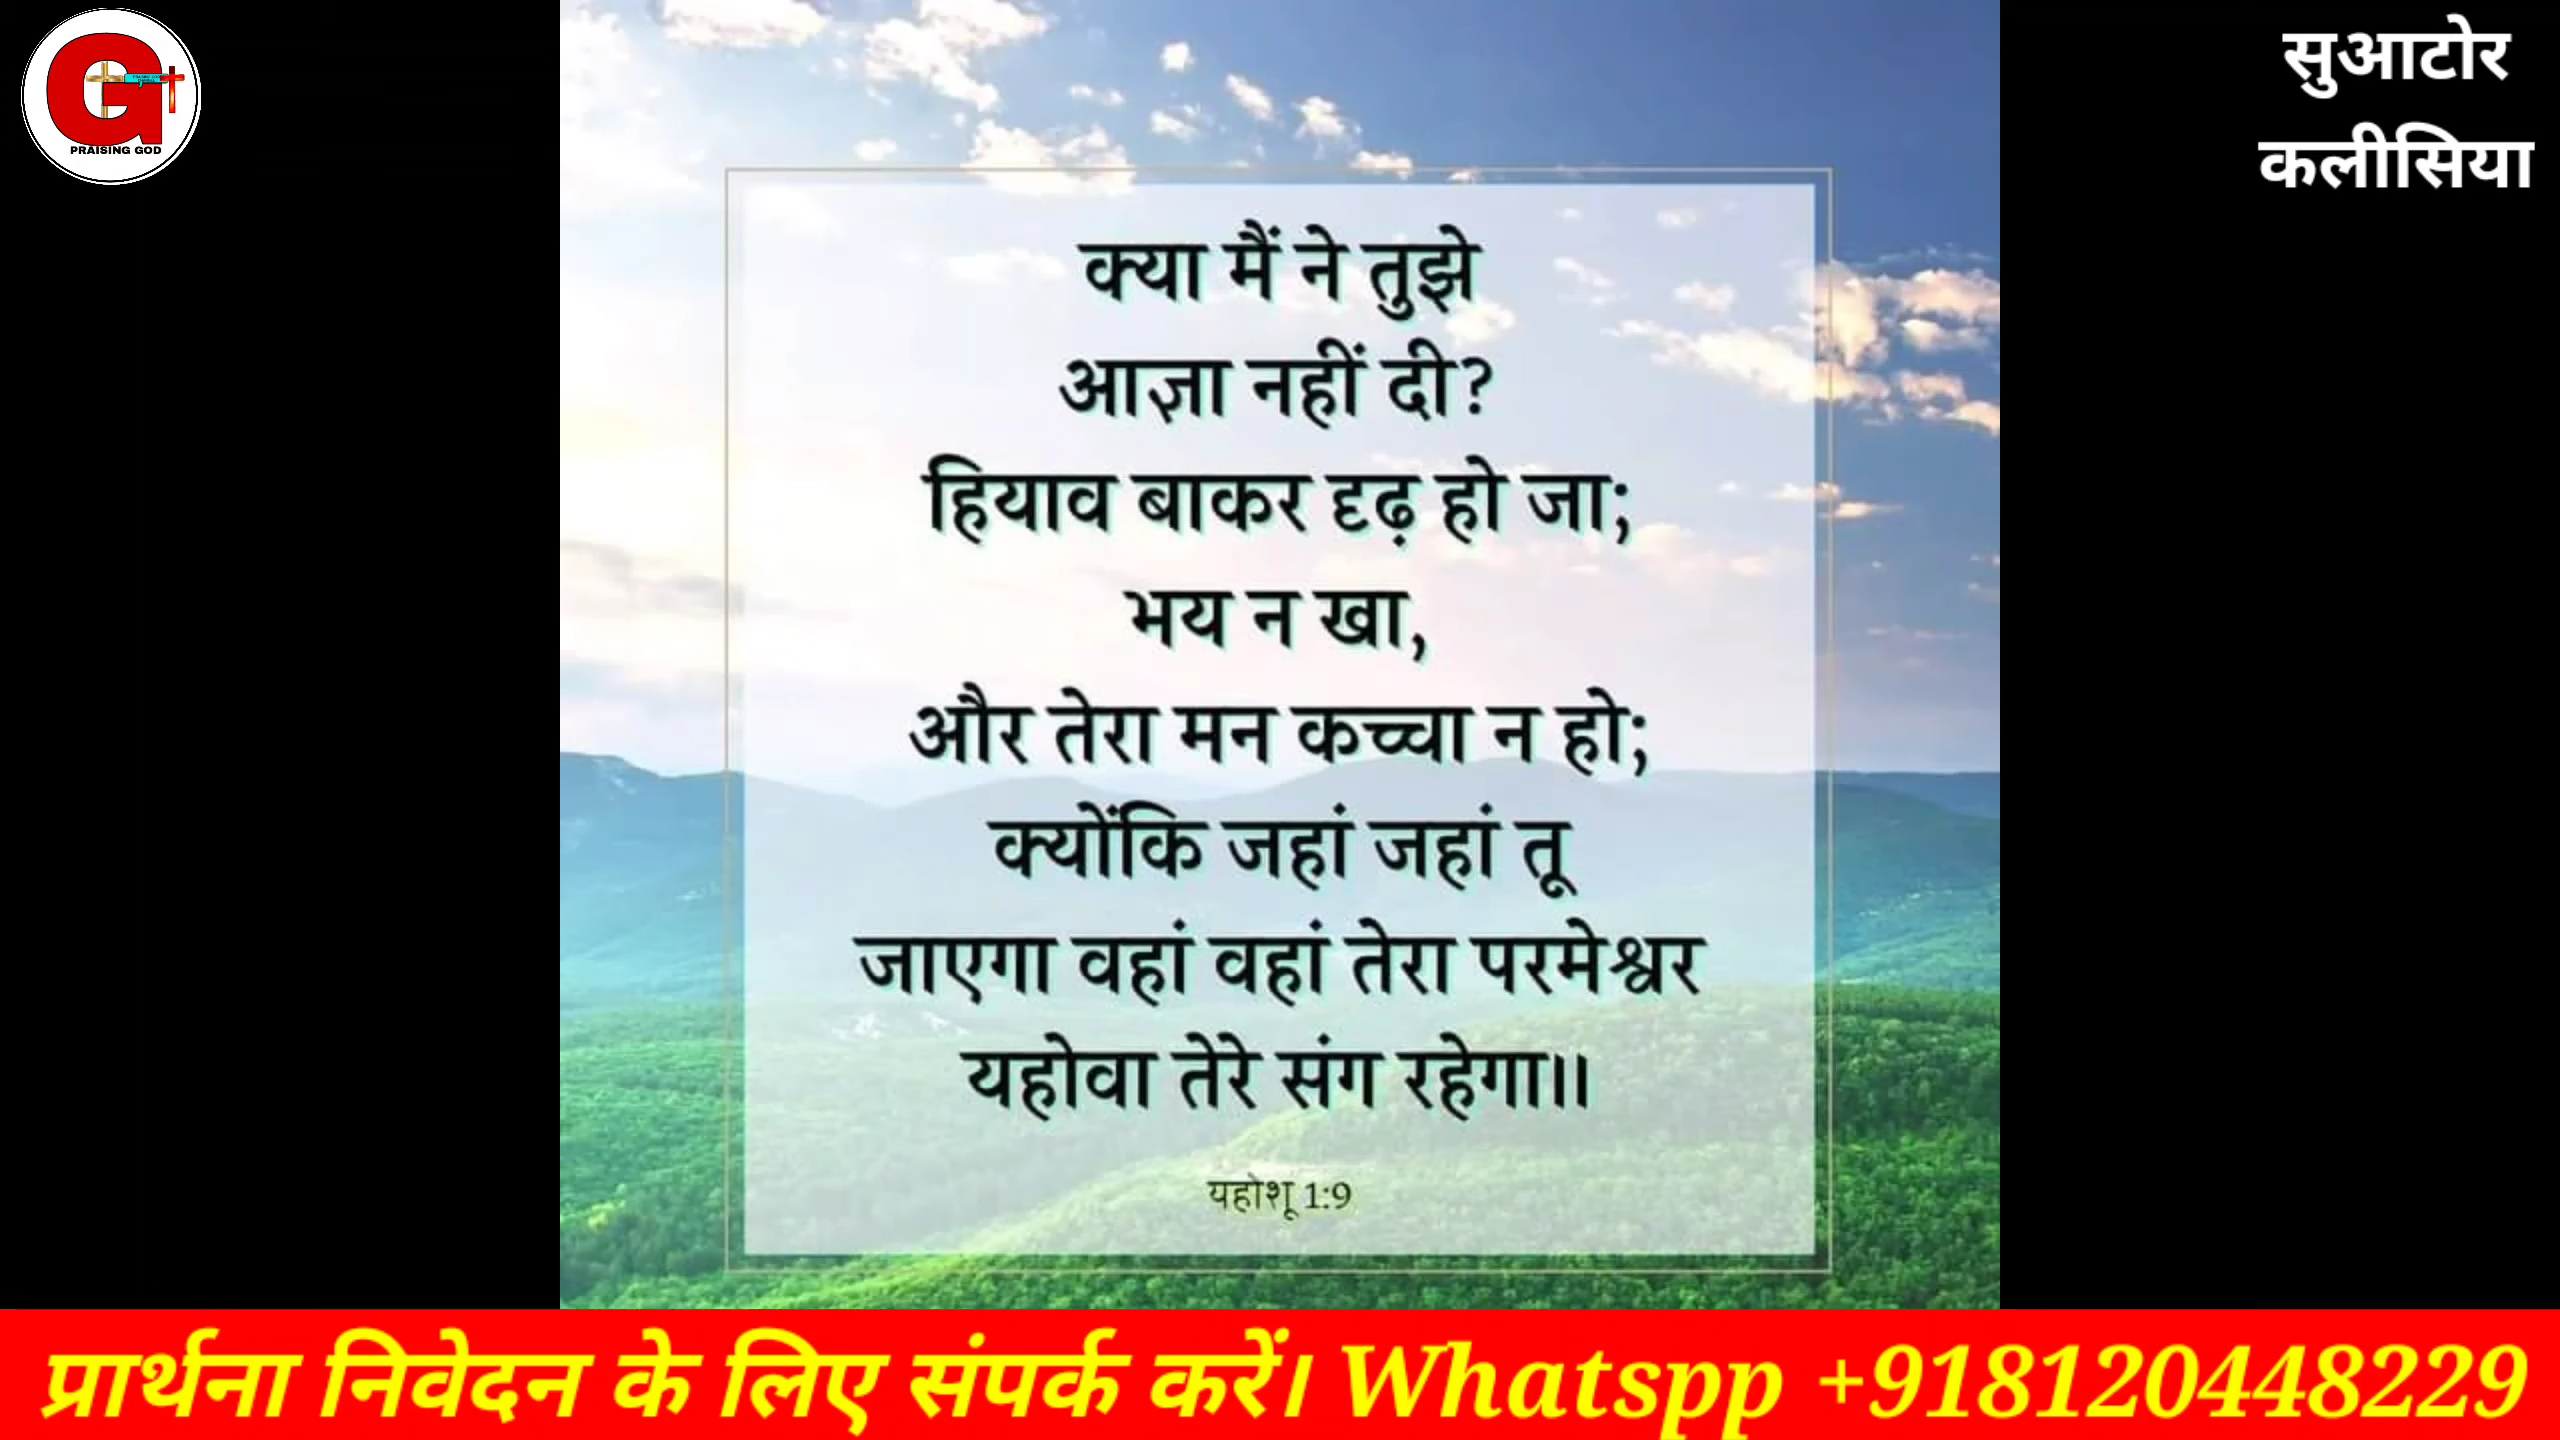 PRAISING GOD
सुआटोर
कलीसिया
क्या मैं ने तुझे
आज्ञा नहीं दी?
हियाव बाकर दृढ़ हो जा;
भय न खा,
और तेरा मन कच्चा न हो;
क्योंकि जहां जहां तू
जाएगा वहां वहां तेरा परमेश्वर
यहोवा तेरे संग रहेगा।।
यहोशू 1:9
प्रार्थना निवेदन के लिए संपर्क करें। Whatspp +918120448229